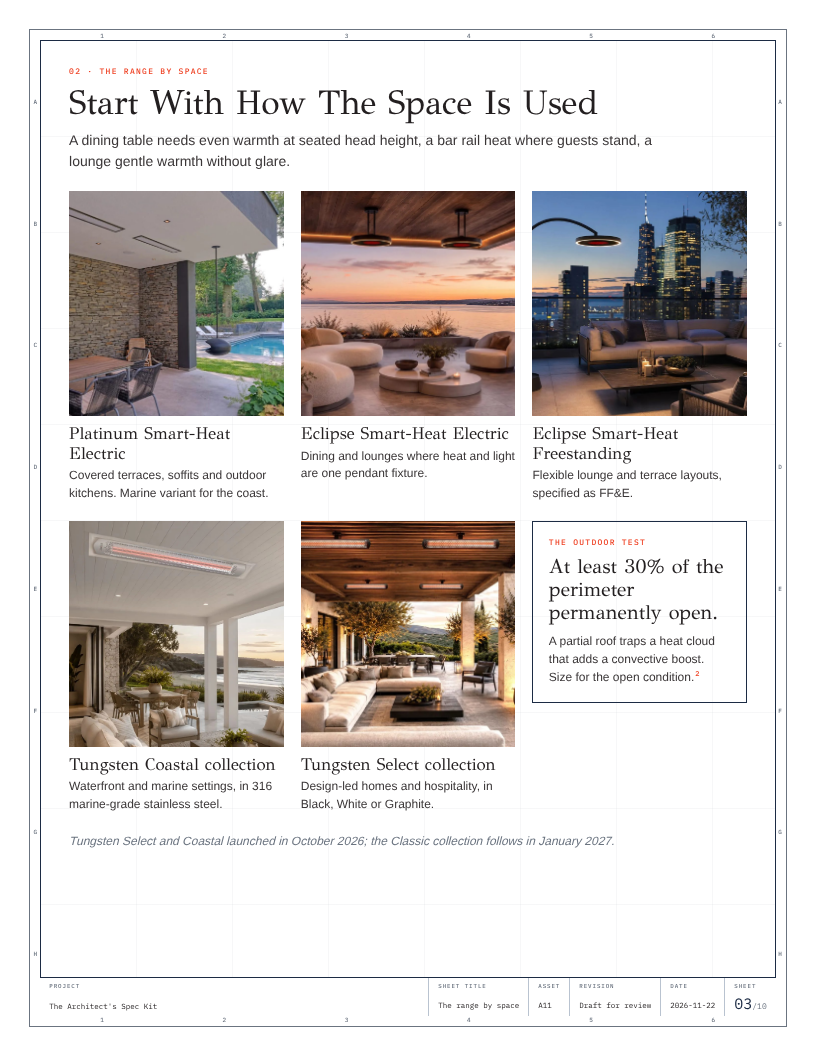 1 2 3 4 5 6
A A
B B
C C
D D
E E
F F
G G
H H
02 · THE RANGE BY SPACE
Start With How The Space Is Used
A dining table needs even warmth at seated head height, a bar rail heat where guests stand, a
lounge gentle warmth without glare.
Platinum Smart-Heat
Electric
Covered terraces, soffits and outdoor
kitchens. Marine variant for the coast.
Eclipse Smart-Heat Electric
Dining and lounges where heat and light
are one pendant fixture.
Eclipse Smart-Heat
Freestanding
Flexible lounge and terrace layouts,
specified as FF&E.
Tungsten Coastal collection
Waterfront and marine settings, in 316
marine-grade stainless steel.
Tungsten Select collection
Design-led homes and hospitality, in
Black, White or Graphite.
THE OUTDOOR TEST
At least 30% of the
perimeter
permanently open.
A partial roof traps a heat cloud
that adds a convective boost.
Size for the open condition.²
Tungsten Select and Coastal launched in October 2026; the Classic collection follows in January 2027.
PROJECT
The Architect's Spec Kit
SHEET TITLE
The range by space
ASSET
A11
REVISION
Draft for review
DATE
2026-11-22
SHEET
03/10
1 2 3 4 5 6